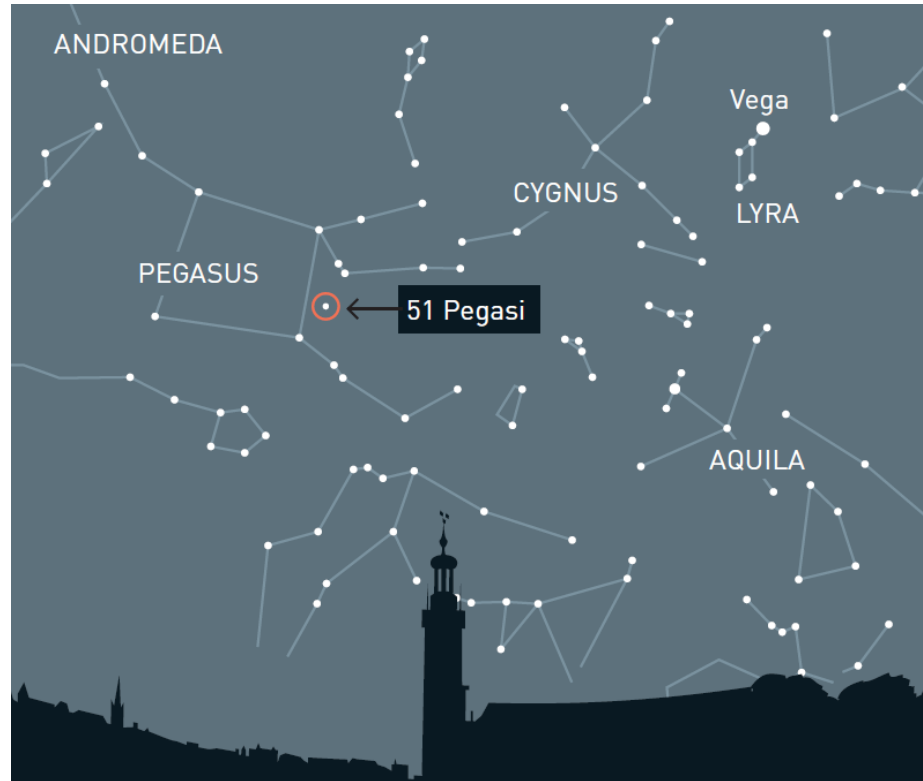 ANDROMEDA
Vega
CYGNUS
LYRA
PEGASUS
51 Pegasi
AQUILA